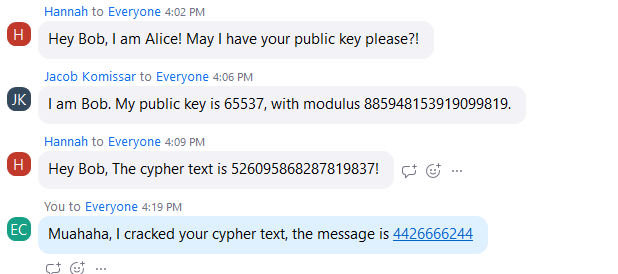 Hannah to Everyone 4:02 PM
H
Hey Bob, I am Alice! May I have your public key please?!
Jacob Komissar to Everyone 4:06 PM
JK
I am Bob. My public key is 65537, with modulus 885948153919099819.
Hannah to Everyone 4:09 PM
H
Hey Bob, The cypher text is 526095868287819837!
You to Everyone 4:19 PM
EC
Muahaha, I cracked your cypher text, the message is 4426666244